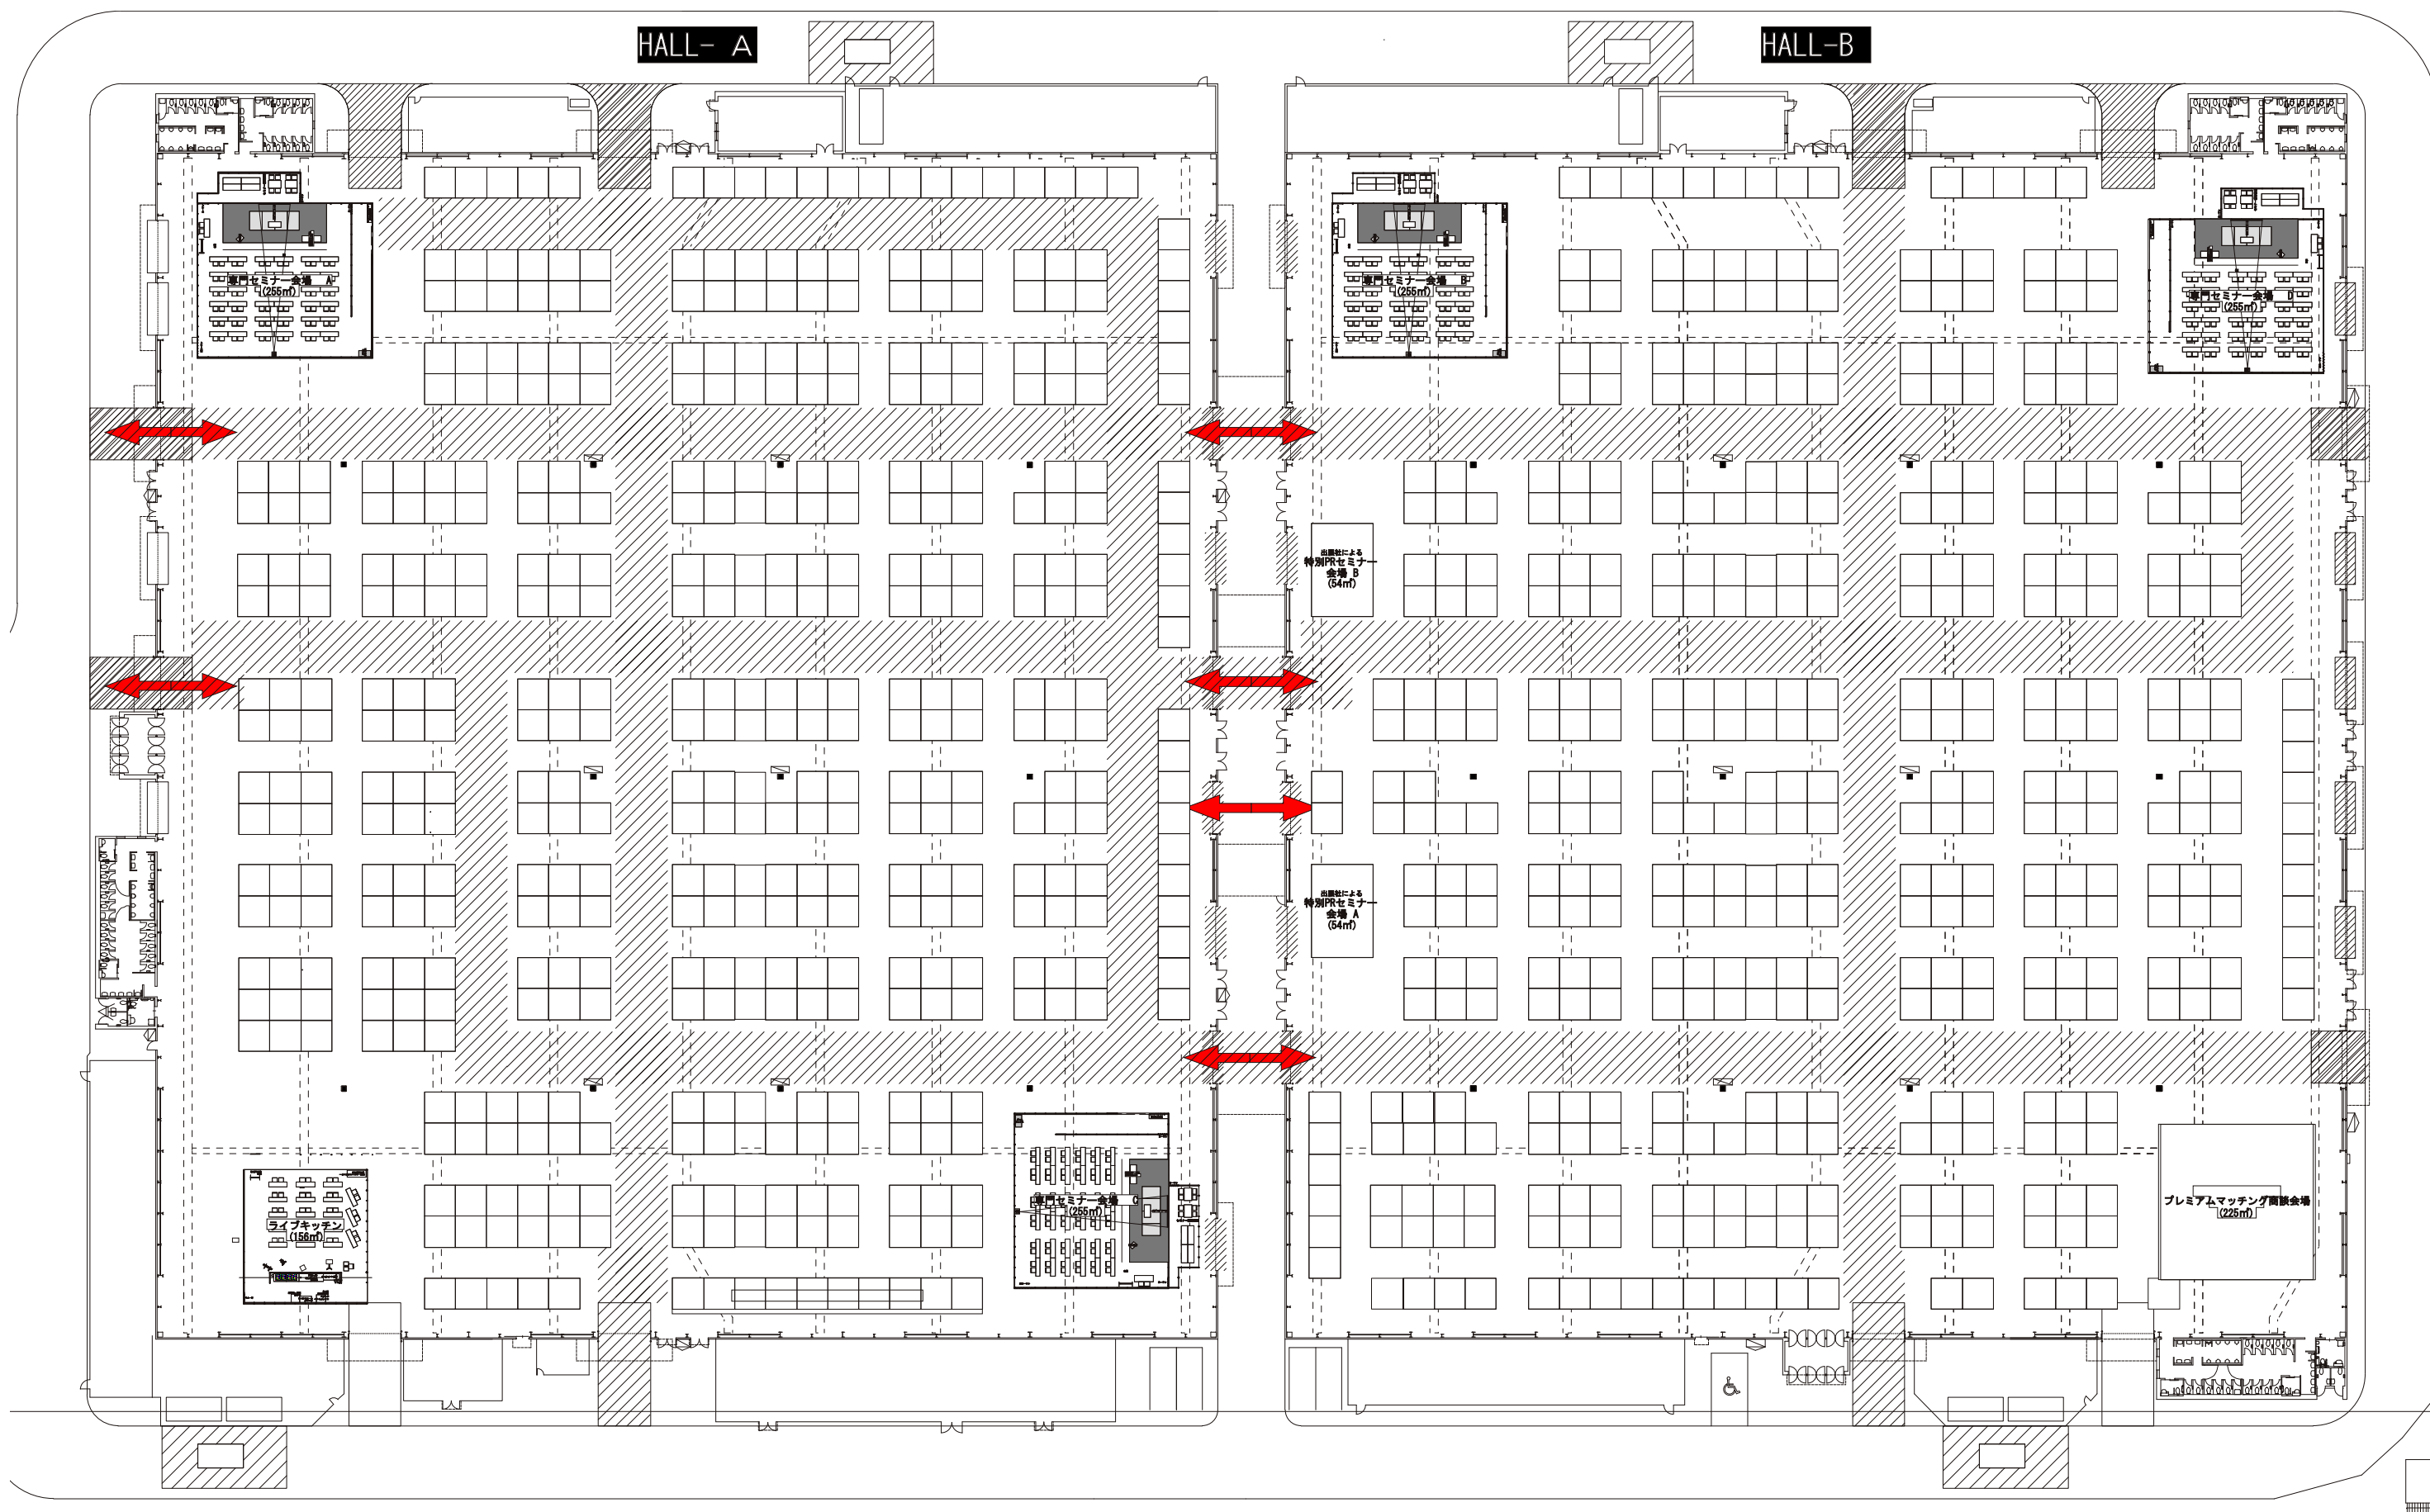 HALL- A
HALL-B
専門セミナー会場 A
(255㎡)
専門セミナー会場 B
(255㎡)
専門セミナー会場 D
(255㎡)
出展社による
特別PRセミナー
会場 B
(54㎡)
出展社による
特別PRセミナー
会場 A
(54㎡)
専門セミナー会場 C
(255㎡)
ライブキッチン
(156㎡)
プレミアムマッチング商談会場
(225㎡)